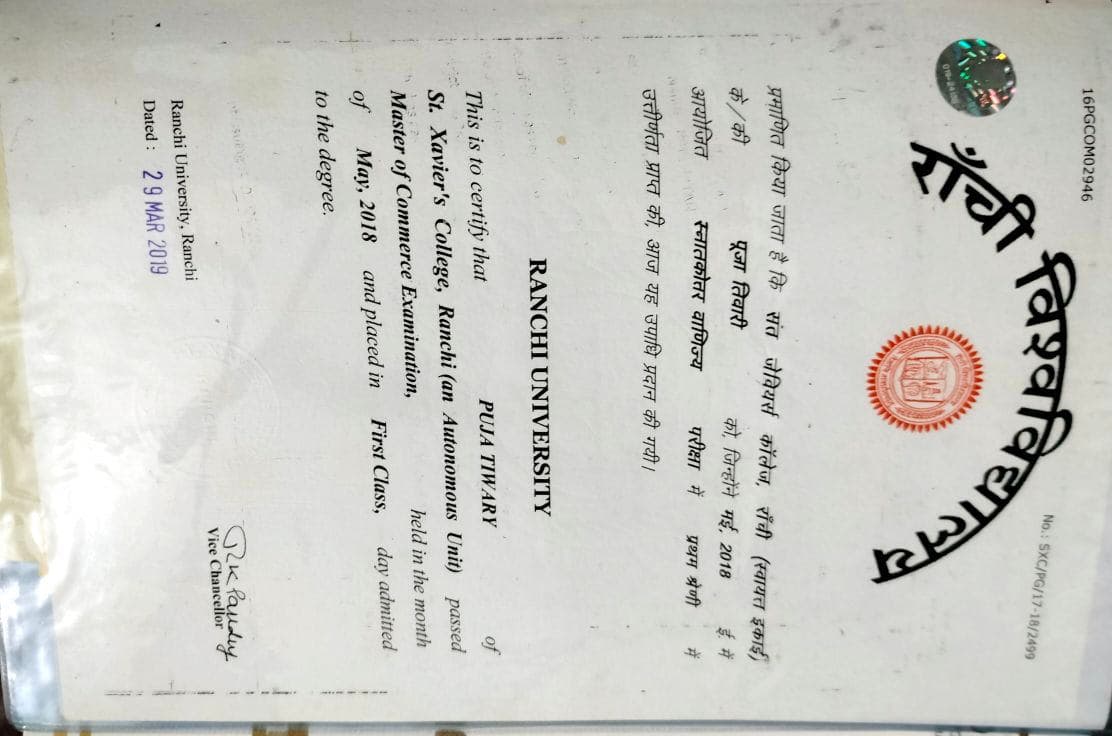 16PGCOM02946
No.: SXC/PG/17-18/2499
राँची विश्वविद्यालय
प्रमाणित किया जाता है कि संत जेवियर्स कॉलेज, राँची (स्वायत्त इकाई)
के/की पूजा तिवारी को, जिन्होंने मई, 2018 ई. में
आयोजित स्नातकोत्तर वाणिज्य परीक्षा में प्रथम श्रेणी में
उत्तीर्णता प्राप्त की, आज यह उपाधि प्रदान की गयी।
RANCHI UNIVERSITY
This is to certify that PUJA TIWARY of
St. Xavier's College, Ranchi (an Autonomous Unit) passed
Master of Commerce Examination, held in the month
of May, 2018 and placed in First Class, day admitted
to the degree.
RK Pandey
Vice Chancellor
Ranchi University, Ranchi
Dated : 29 MAR 2019